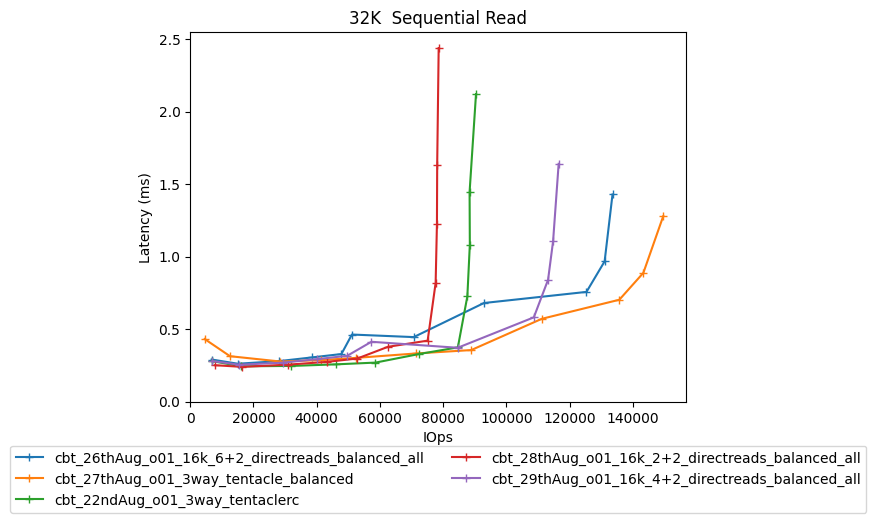 32K  Sequential Read
Latency (ms)
2.5
2.0
1.5
1.0
0.5
0.0
0 20000 40000 60000 80000 100000 120000 140000
IOps
cbt_26thAug_o01_16k_6+2_directreads_balanced_all
cbt_27thAug_o01_3way_tentacle_balanced
cbt_22ndAug_o01_3way_tentaclerc
cbt_28thAug_o01_16k_2+2_directreads_balanced_all
cbt_29thAug_o01_16k_4+2_directreads_balanced_all